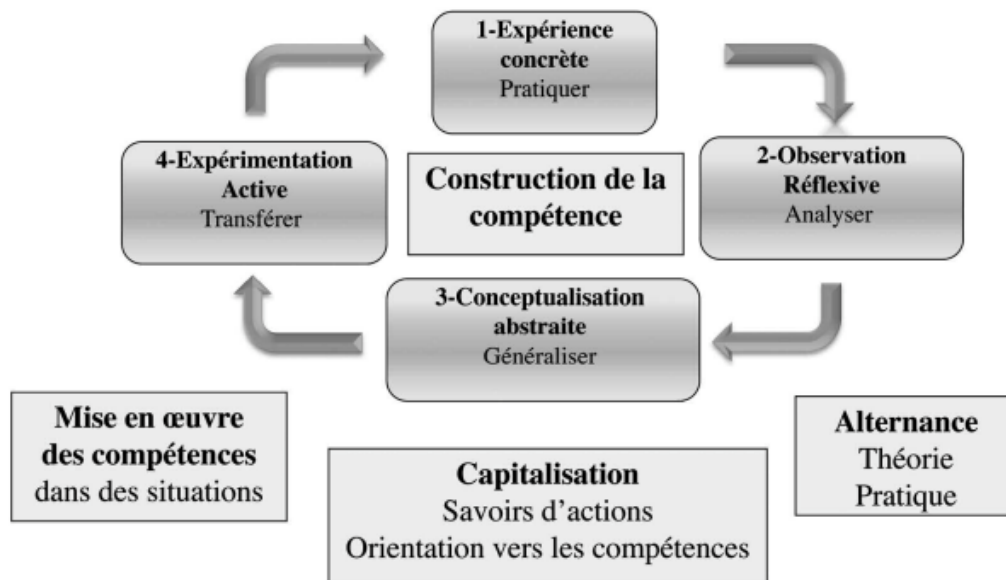 1-Expérience
concrète
Pratiquer
4-Expérimentation
Active
Transférer
Construction de la
compétence
2-Observation
Réflexive
Analyser
3-Conceptualisation
abstraite
Généraliser
Mise en œuvre
des compétences
dans des situations
Capitalisation
Savoirs d'actions
Orientation vers les compétences
Alternance
Théorie
Pratique